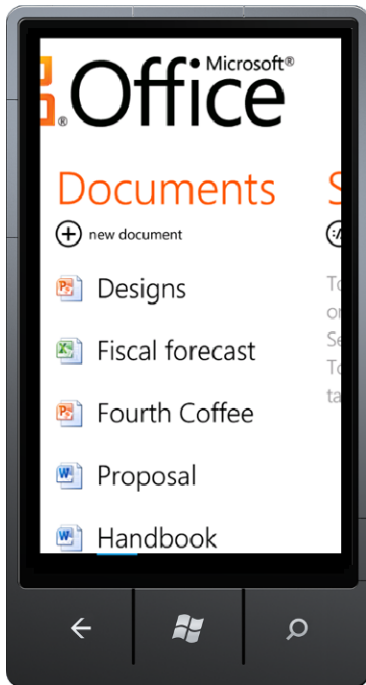 Microsoft®
Office
®
Documents
new document
Designs
Fiscal forecast
Fourth Coffee
Proposal
Handbook